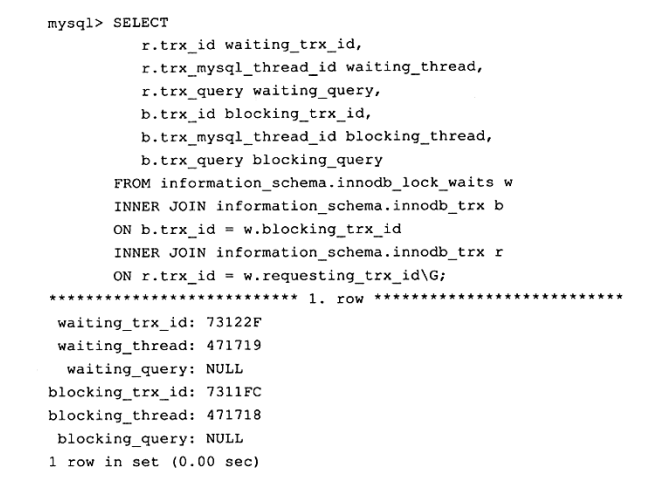 mysql> SELECT
r.trx_id waiting_trx_id,
r.trx_mysql_thread_id waiting_thread,
r.trx_query waiting_query,
b.trx_id blocking_trx_id,
b.trx_mysql_thread_id blocking_thread,
b.trx_query blocking_query
FROM information_schema.innodb_lock_waits w
INNER JOIN information_schema.innodb_trx b
ON b.trx_id = w.blocking_trx_id
INNER JOIN information_schema.innodb_trx r
ON r.trx_id = w.requesting_trx_id\G;
*************************** 1. row ***************************
waiting_trx_id: 73122F
waiting_thread: 471719
waiting_query: NULL
blocking_trx_id: 7311FC
blocking_thread: 471718
blocking_query: NULL
1 row in set (0.00 sec)